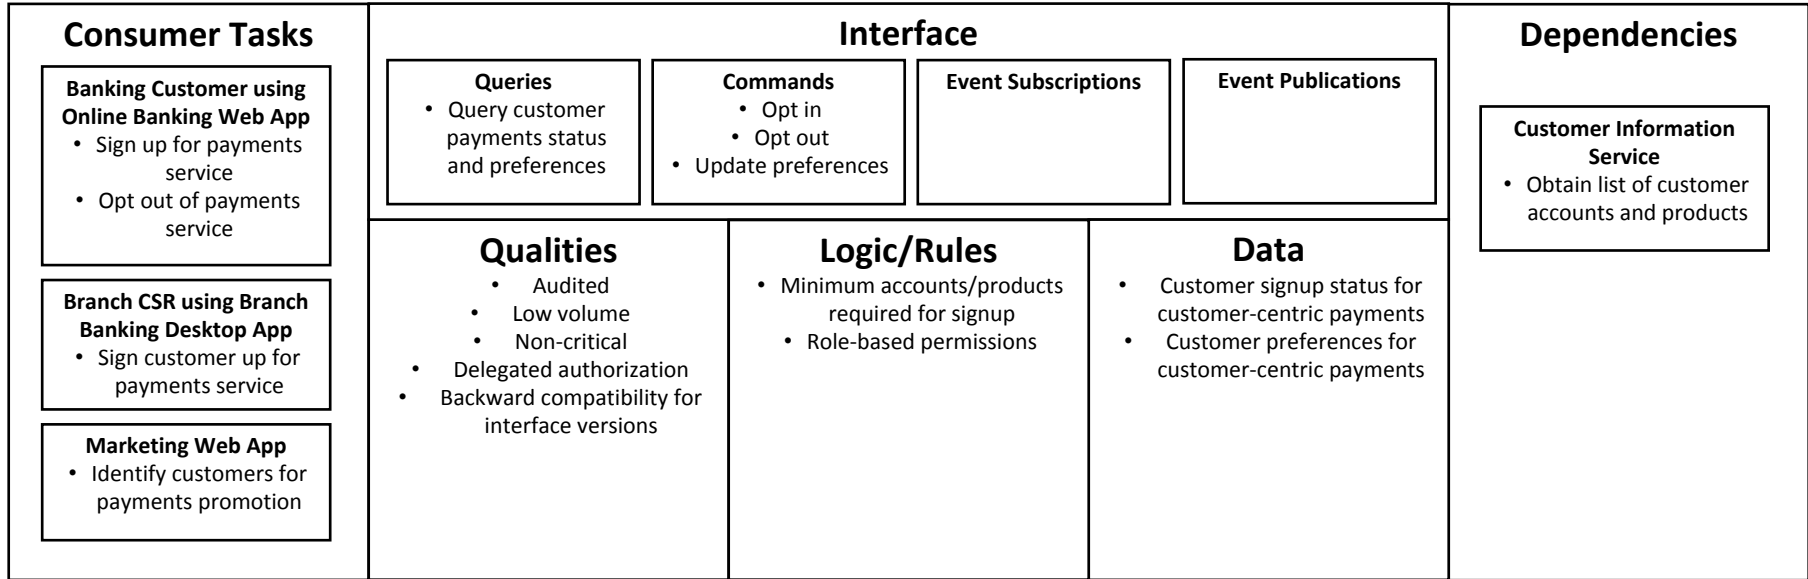 Consumer Tasks
Banking Customer using
Online Banking Web App
• Sign up for payments
service
• Opt out of payments
service
Branch CSR using Branch
Banking Desktop App
• Sign customer up for
payments service
Marketing Web App
• Identify customers for
payments promotion
Interface
Queries
• Query customer
payments status
and preferences
Commands
• Opt in
• Opt out
• Update preferences
Event Subscriptions
Event Publications
Qualities
• Audited
• Low volume
• Non-critical
• Delegated authorization
• Backward compatibility for
interface versions
Logic/Rules
• Minimum accounts/products
required for signup
• Role-based permissions
Data
• Customer signup status for
customer-centric payments
• Customer preferences for
customer-centric payments
Dependencies
Customer Information
Service
• Obtain list of customer
accounts and products